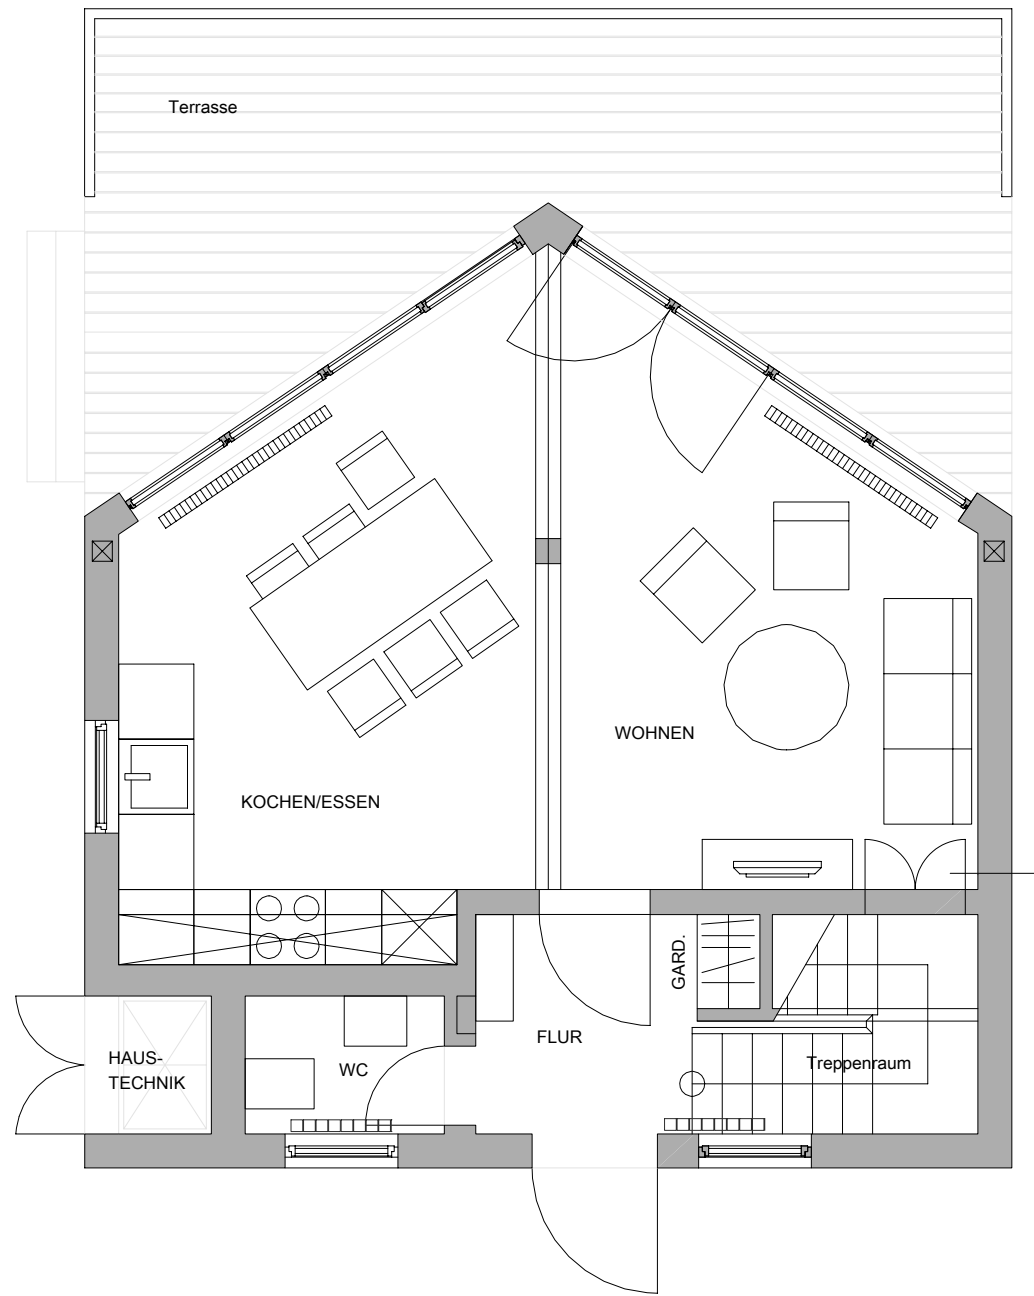 Terrasse
WOHNEN
KOCHEN/ESSEN
GARD.
FLUR
HAUS-
TECHNIK
WC
Treppenraum